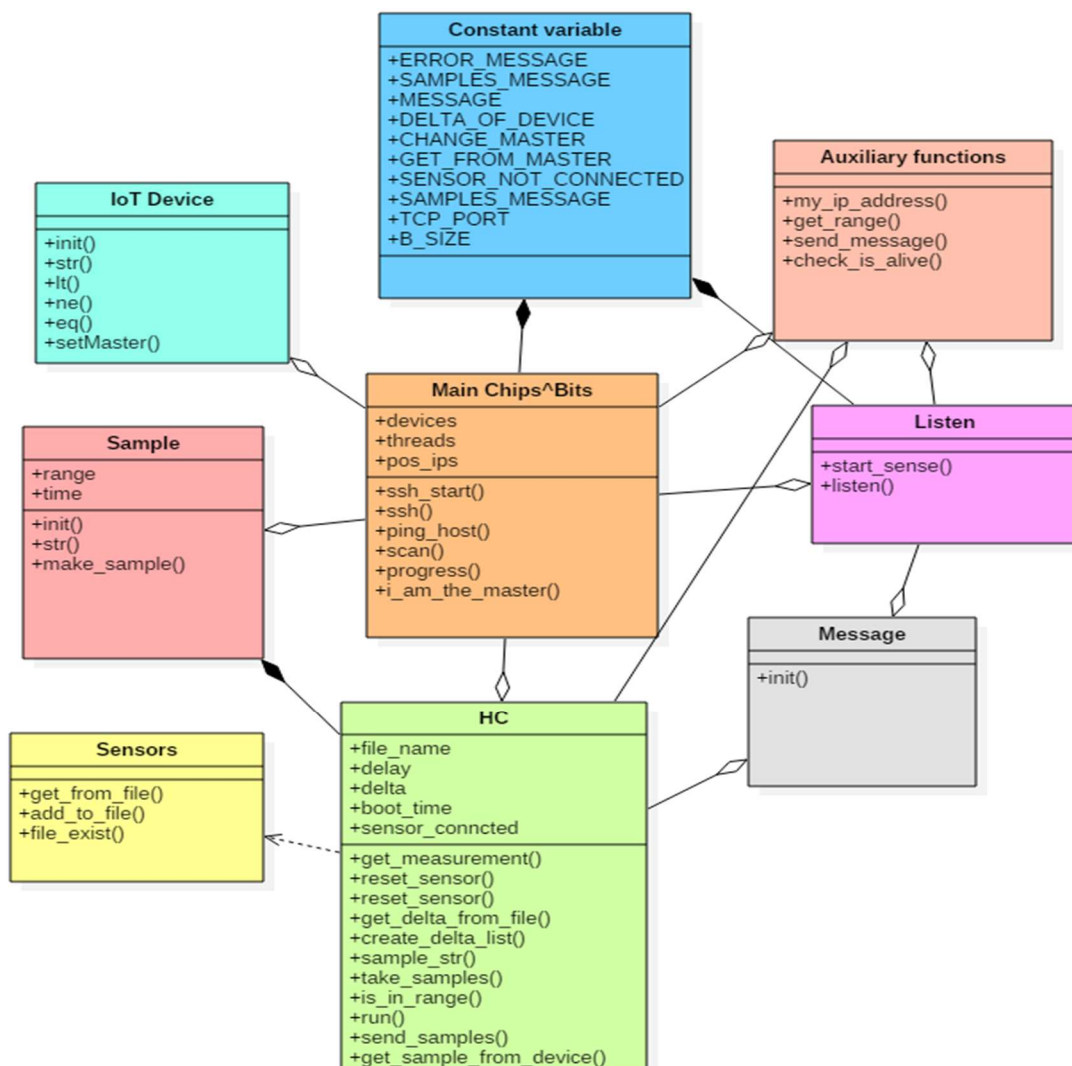 Constant variable
+ERROR_MESSAGE
+SAMPLES_MESSAGE
+MESSAGE
+DELTA_OF_DEVICE
+CHANGE_MASTER
+GET_FROM_MASTER
+SENSOR_NOT_CONNECTED
+SAMPLES_MESSAGE
+TCP_PORT
+B_SIZE
Auxiliary functions
+my_ip_address()
+get_range()
+send_message()
+check_is_alive()
IoT Device
+init()
+str()
+lt()
+ne()
+eq()
+setMaster()
Main Chips^Bits
+devices
+threads
+pos_ips
+ssh_start()
+ssh()
+ping_host()
+scan()
+progress()
+i_am_the_master()
Listen
+start_sense()
+listen()
Sample
+range
+time
+init()
+str()
+make_sample()
Message
+init()
HC
+file_name
+delay
+delta
+boot_time
+sensor_conncted
+get_measurement()
+reset_sensor()
+reset_sensor()
+get_delta_from_file()
+create_delta_list()
+sample_str()
+take_samples()
+is_in_range()
+run()
+send_samples()
+get_sample_from_device()
Sensors
+get_from_file()
+add_to_file()
+file_exist()